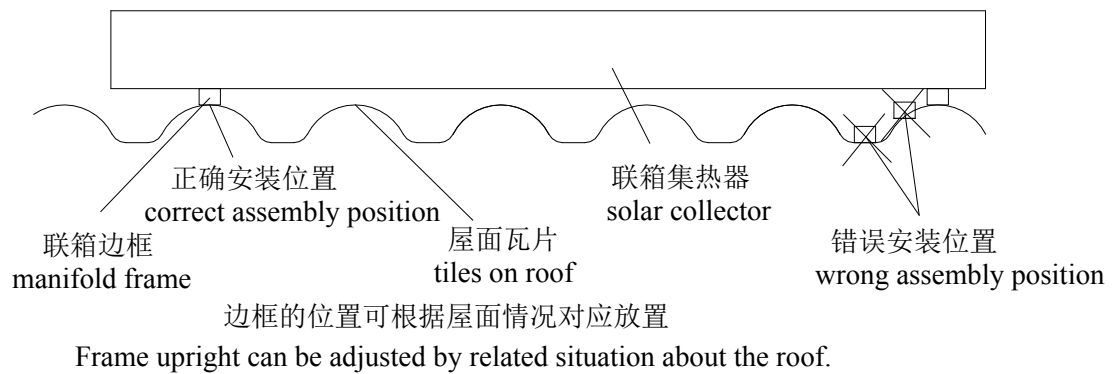 正确安装位置
correct assembly position
联箱集热器
solar collector
联箱边框
manifold frame
屋面瓦片
tiles on roof
错误安装位置
wrong assembly position
边框的位置可根据屋面情况对应放置
Frame upright can be adjusted by related situation about the roof.